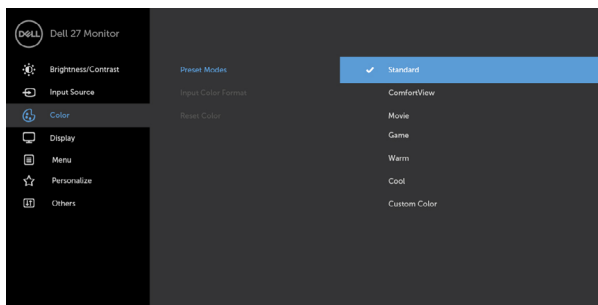 DELL Dell 27 Monitor
Brightness/Contrast
Input Source
Color
Display
Menu
Personalize
Others
Preset Modes
Input Color Format
Reset Color
Standard
ComfortView
Movie
Game
Warm
Cool
Custom Color